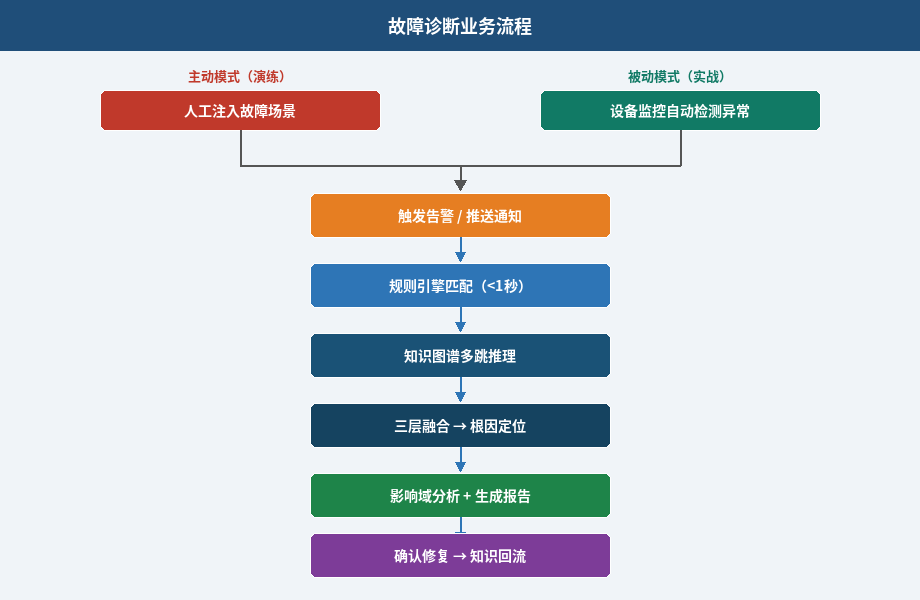 故障诊断业务流程
主动模式（演练）
被动模式（实战）
人工注入故障场景
设备监控自动检测异常
触发告警 / 推送通知
规则引擎匹配（<1秒）
知识图谱多跳推理
三层融合 → 根因定位
影响域分析 + 生成报告
确认修复 → 知识回流